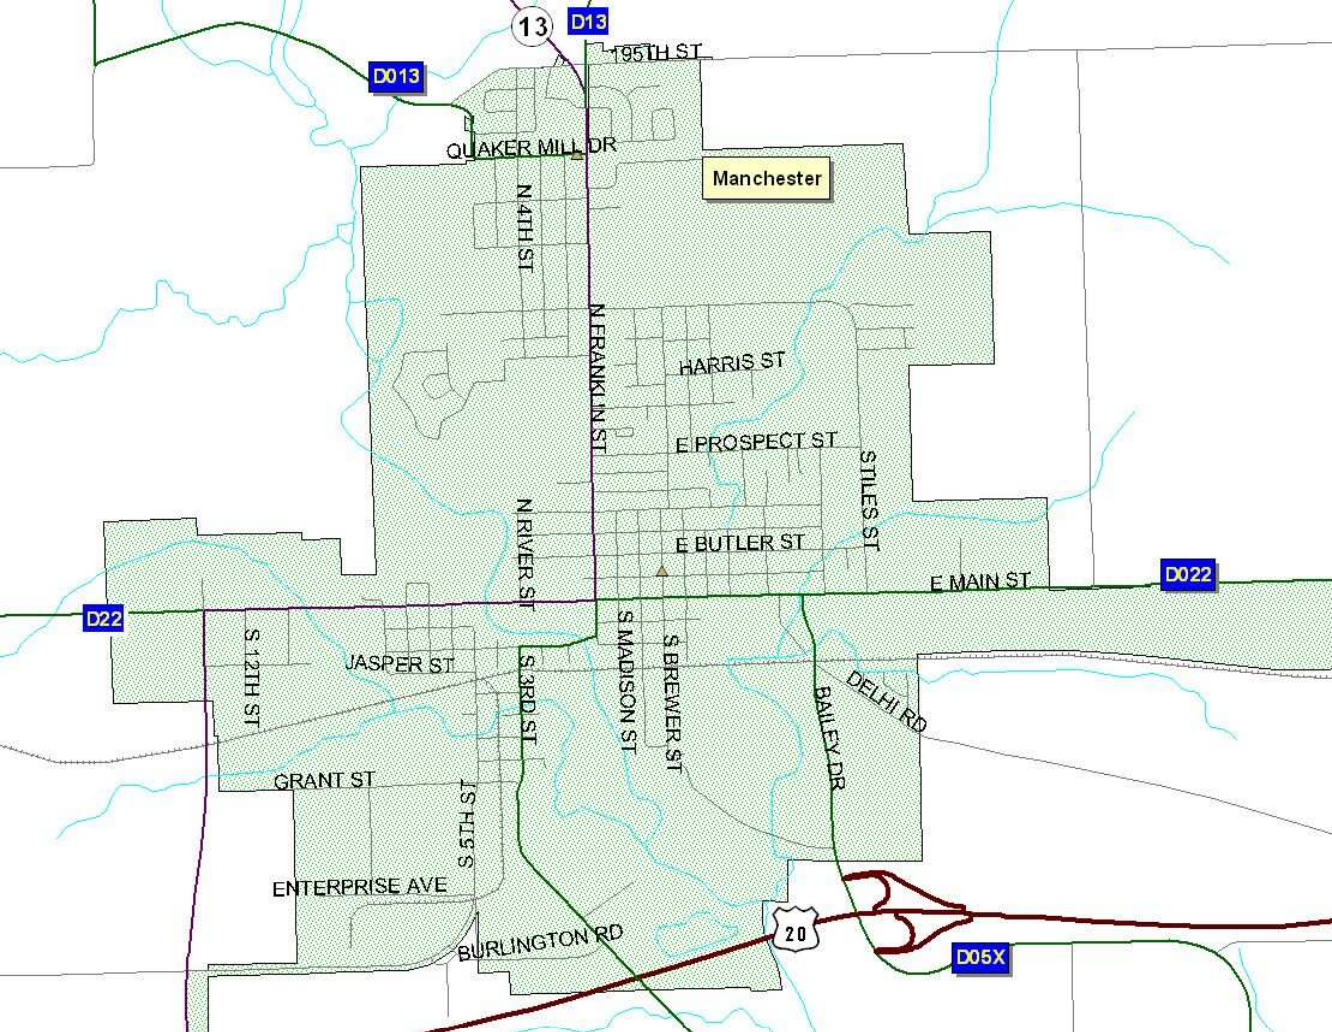 13
D13
195TH ST
D013
QUAKER MILL DR
Manchester
N 4TH ST
N FRANKLIN ST
HARRIS ST
E PROSPECT ST
S TILES ST
N RIVER ST
E BUTLER ST
E MAIN ST
D022
D22
S 12TH ST
JASPER ST
S 3RD ST
S MADISON ST
S BREWER ST
BAILEY DR
DELHI RD
GRANT ST
S 5TH ST
ENTERPRISE AVE
BURLINGTON RD
20
D05X